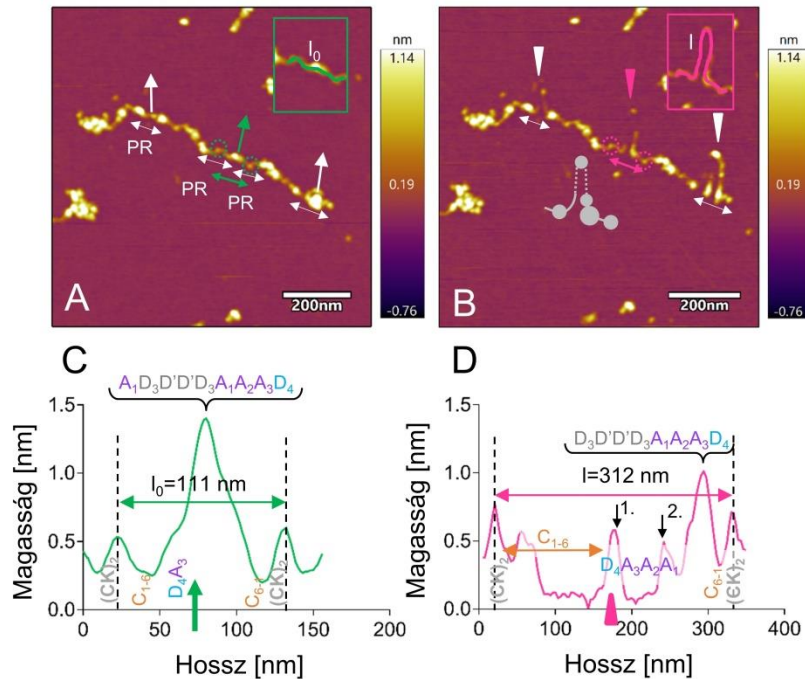 nm
1.14
0.19
-0.76
l₀
PR
PR
PR
A
200nm
nm
1.14
0.19
-0.76
l
B
200nm
C
A₁D₃D'D'D₃A₁A₂A₃D₄
Magasság [nm]
1.5
1.0
0.5
0.0
l₀=111 nm
(CK)₂
C₁₋₆
D₄A₃
C₆₋₁
(CK)₂
0
50
100
150
200
Hossz [nm]
D
D₃D'D'D₃A₁A₂A₃D₄
Magasság [nm]
1.5
1.0
0.5
0.0
l=312 nm
1.
2.
C₁₋₆
(CK)₂
D₄A₃A₂A₁
C₆₋₁
(CK)₂
0
100
200
300
400
Hossz [nm]